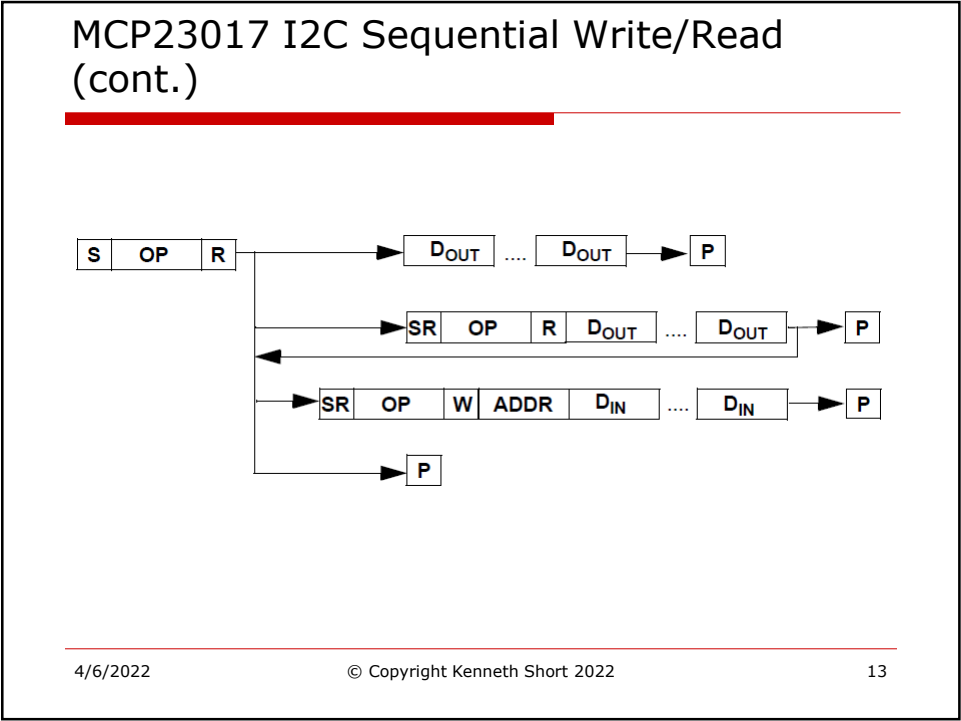 MCP23017 I2C Sequential Write/Read
(cont.)
S OP R DOUT .... DOUT P
SR OP R DOUT .... DOUT P
SR OP W ADDR DIN .... DIN P
P
4/6/2022 © Copyright Kenneth Short 2022 13